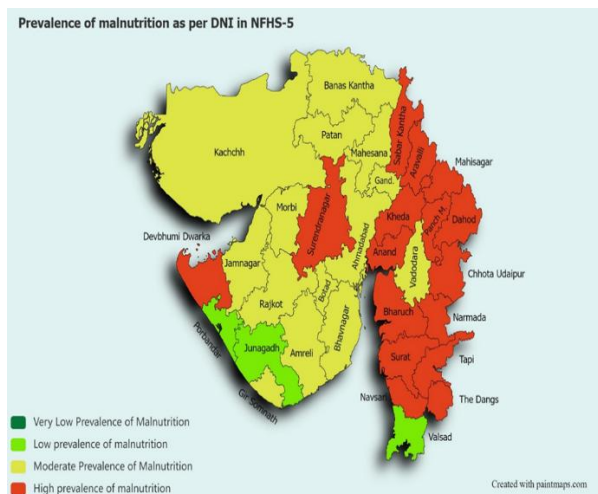 Prevalence of malnutrition as per DNI in NFHS-5
Banas Kantha
Patan
Mahesana
Sabar Kantha
Aravalli
Kachchh
Gand.
Mahisagar
Morbi
Surendranagar
Ahmadabad
Kheda
Panch M.
Dahod
Devbhumi Dwarka
Jamnagar
Anand
Vadodara
Chhota Udaipur
Rajkot
Botad
Bhavnagar
Bharuch
Narmada
Porbandar
Junagadh
Amreli
Surat
Tapi
Gir Somnath
Navsari
The Dangs
Valsad
Very Low Prevalence of Malnutrition
Low prevalence of malnutrition
Moderate Prevalence of Malnutrition
High prevalence of malnutrition
Created with paintmaps.com